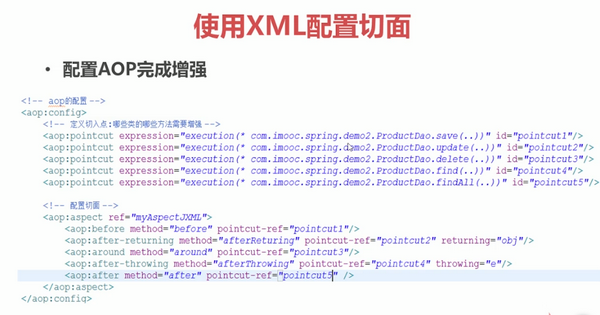 使用XML配置切面
• 配置AOP完成增强
<!-- aop的配置 -->
<aop:config>
<!-- 定义切入点:哪些类的哪些方法需要增强 -->
<aop:pointcut expression="execution(* com.imooc.spring.demo2.ProductDao.save(..))" id="pointcut1"/>
<aop:pointcut expression="execution(* com.imooc.spring.demo2.ProductDao.update(..))" id="pointcut2"/>
<aop:pointcut expression="execution(* com.imooc.spring.demo2.ProductDao.delete(..))" id="pointcut3"/>
<aop:pointcut expression="execution(* com.imooc.spring.demo2.ProductDao.find(..))" id="pointcut4"/>
<aop:pointcut expression="execution(* com.imooc.spring.demo2.ProductDao.findAll(..))" id="pointcut5"/>
<!-- 配置切面 -->
<aop:aspect ref="myAspectJXML">
<aop:before method="before" pointcut-ref="pointcut1"/>
<aop:after-returning method="afterReturing" pointcut-ref="pointcut2" returning="obj"/>
<aop:around method="around" pointcut-ref="pointcut3"/>
<aop:after-throwing method="afterThrowing" pointcut-ref="pointcut4" throwing="e"/>
<aop:after method="after" pointcut-ref="pointcut5" />
</aop:aspect>
</aop:config>